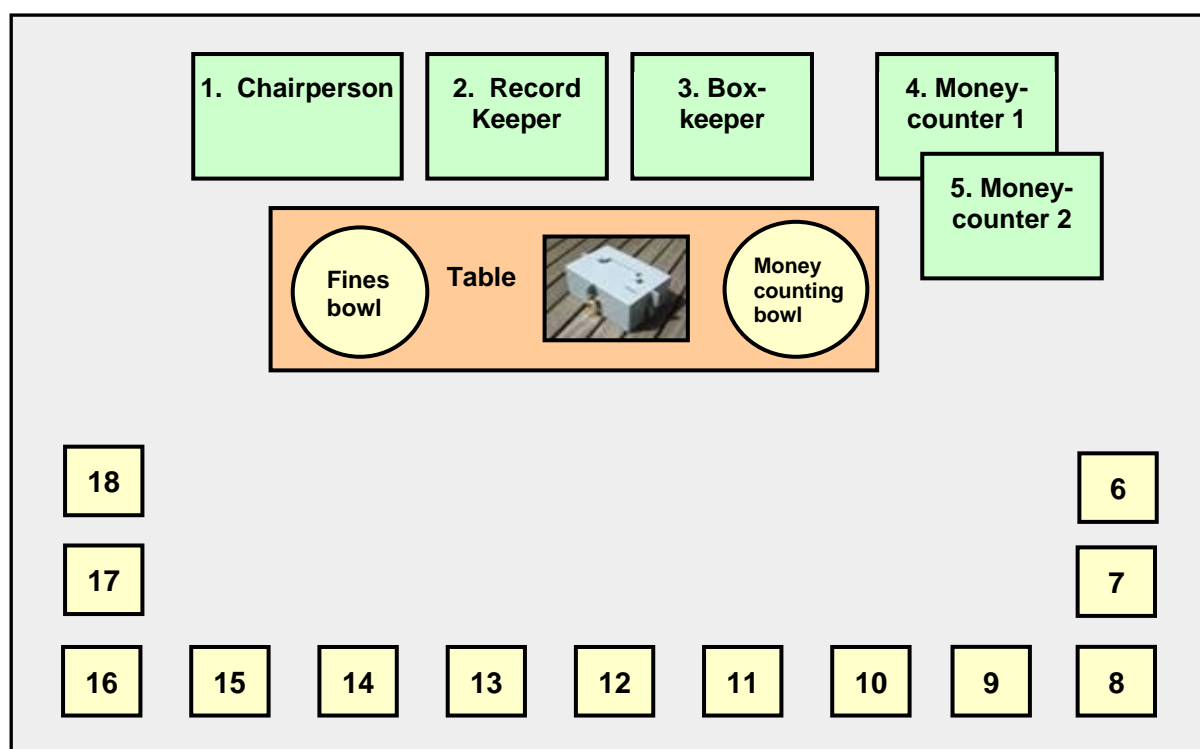 1. Chairperson
2. Record
Keeper
3. Box-
keeper
4. Money-
counter 1
5. Money-
counter 2
Fines
bowl
Table
Money
counting
bowl
18
6
17
7
16
15
14
13
12
11
10
9
8